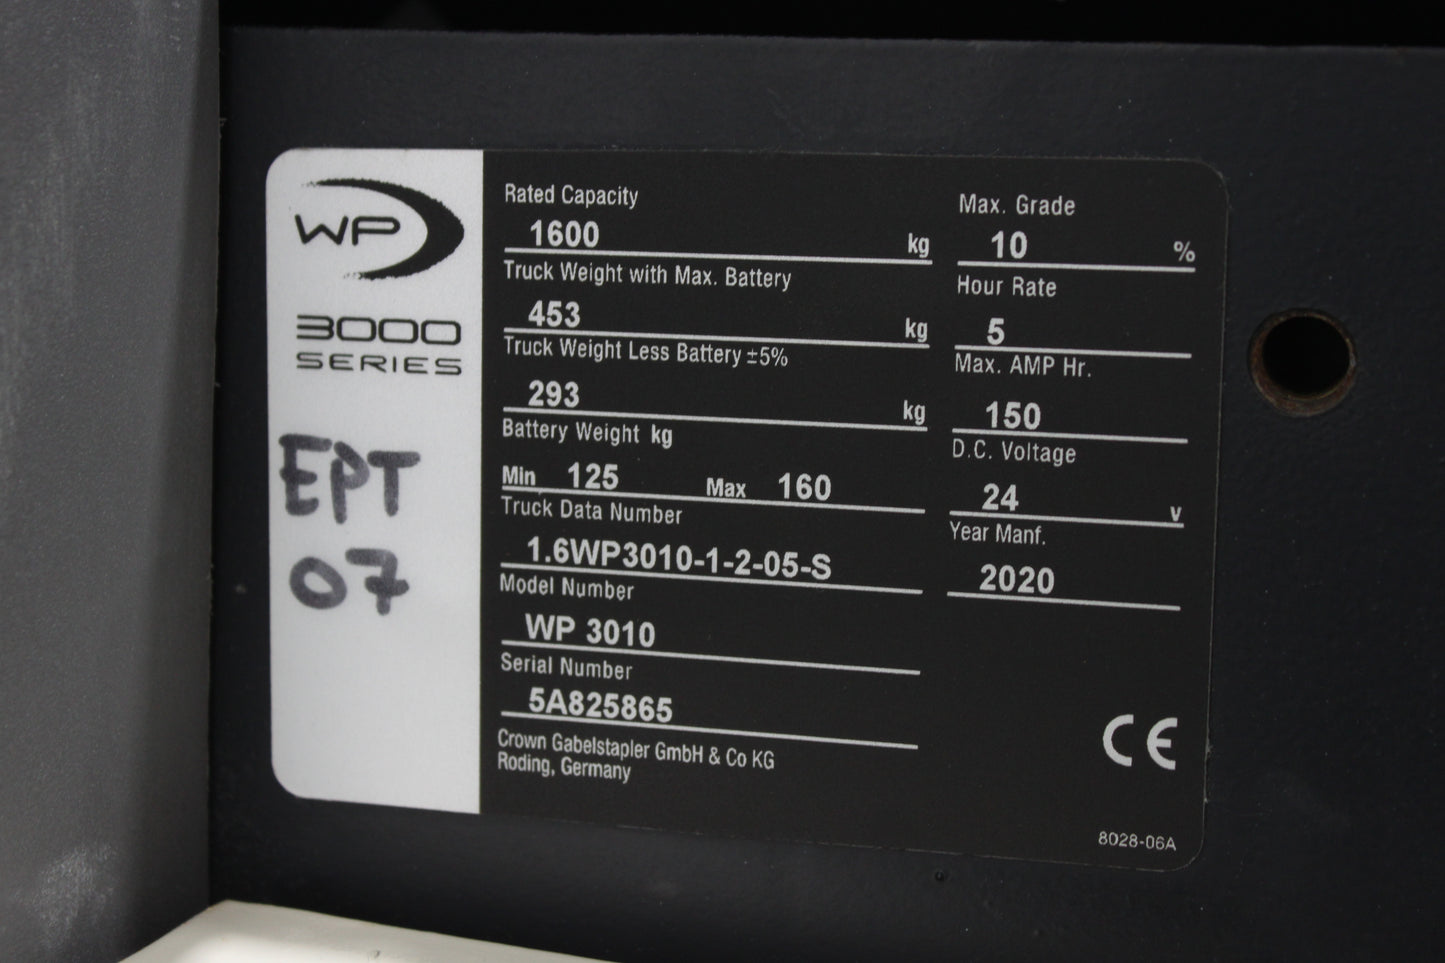 WP
3000
SERIES
EPT
07
Rated Capacity
1600 kg
Truck Weight with Max. Battery
453 kg
Truck Weight Less Battery ±5%
293 kg
Battery Weight kg
Min 125 Max 160
Truck Data Number
1.6WP3010-1-2-05-S
Model Number
WP 3010
Serial Number
5A825865
Crown Gabelstapler GmbH & Co KG
Roding, Germany
Max. Grade
10 %
Hour Rate
5
Max. AMP Hr.
150
D.C. Voltage
24 v
Year Manf.
2020
CE
8028-06A